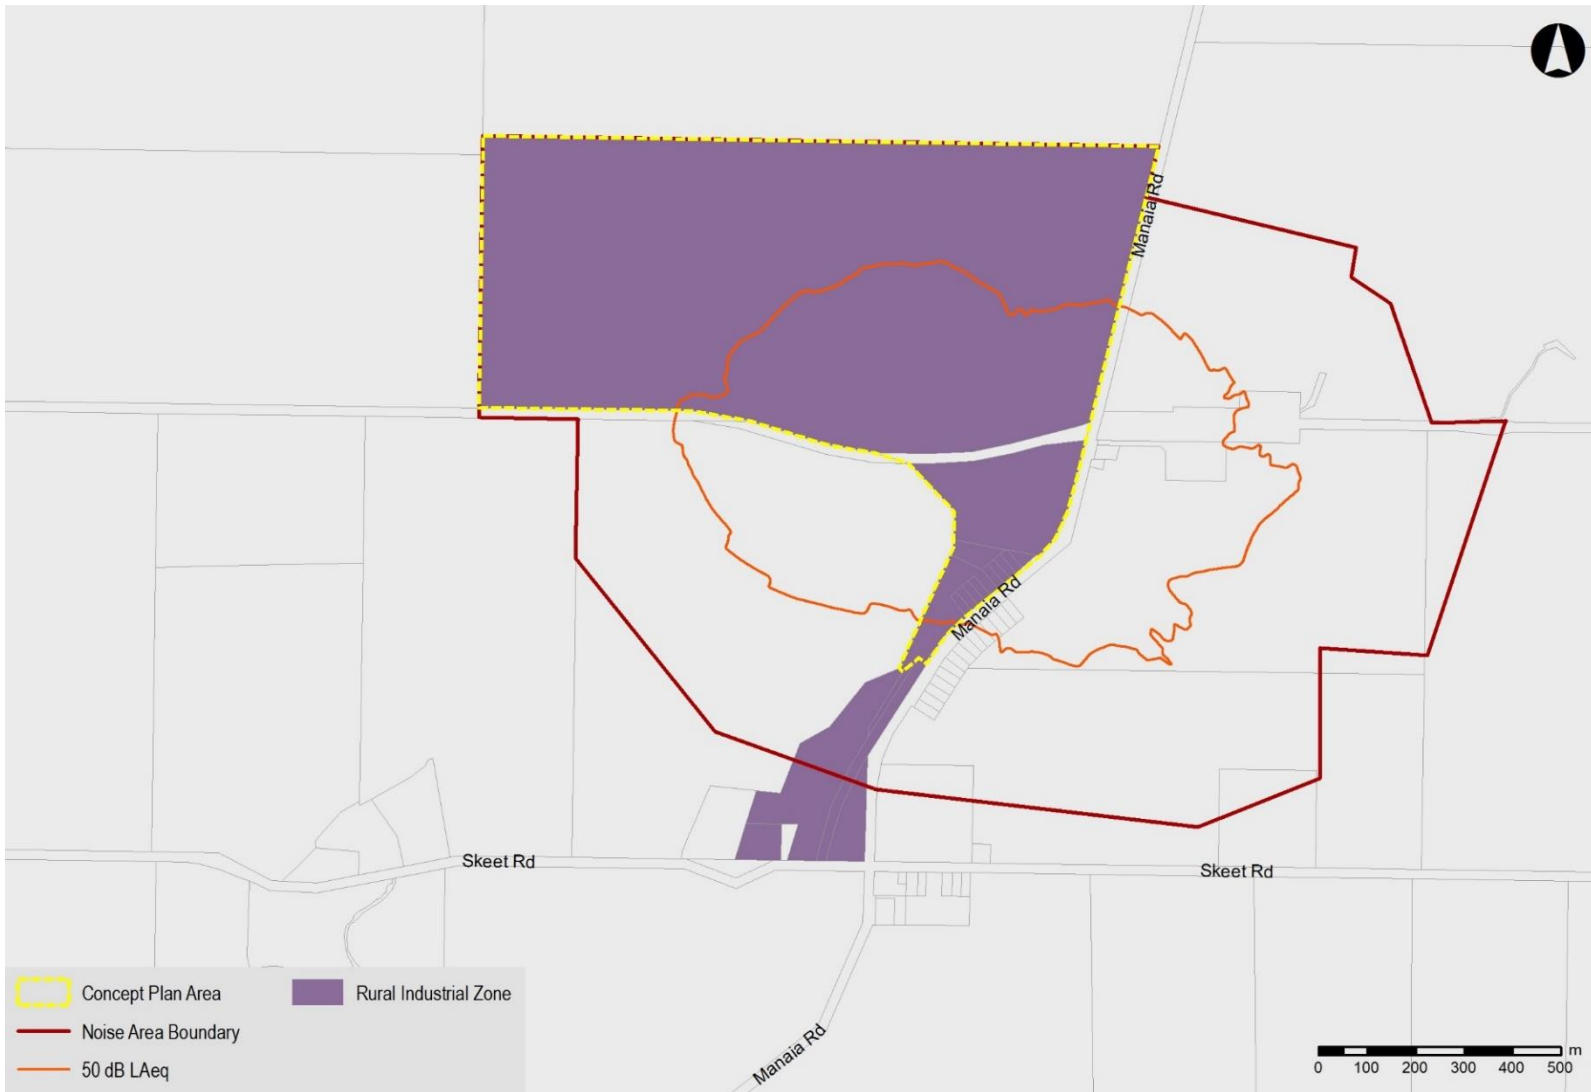 Manaia Rd
Manaia Rd
Skeet Rd
Skeet Rd
Manaia Rd
Concept Plan Area
Rural Industrial Zone
Noise Area Boundary
50 dB LAeq
m
0 100 200 300 400 500